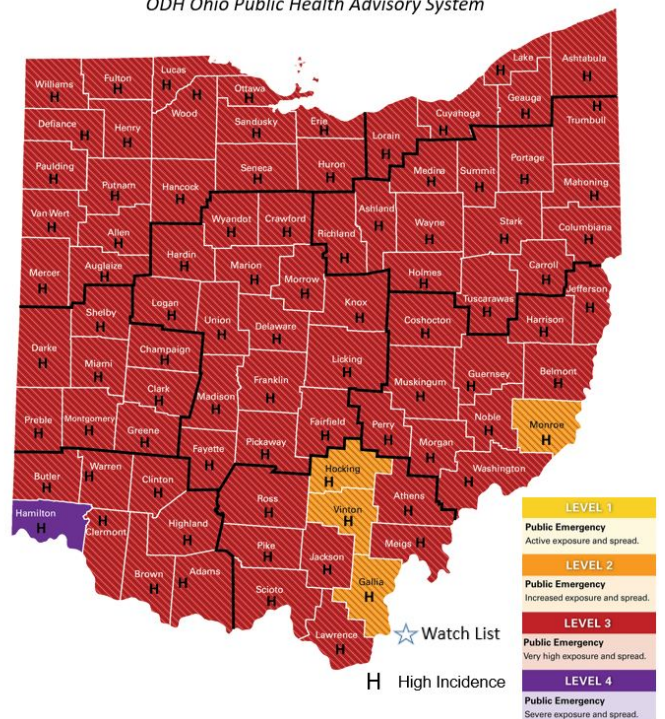 ODH Ohio Public Health Advisory System
Williams
H
Fulton
H
Lucas
H
Ottawa
H
Lake
H
Ashtabula
H
Geauga
H
Defiance
H
Henry
H
Wood
H
Sandusky
H
Erie
H
Lorain
H
Cuyahoga
H
Trumbull
H
Paulding
H
Putnam
H
Hancock
H
Seneca
H
Huron
H
Medina
H
Summit
H
Portage
H
Mahoning
H
Van Wert
H
Allen
H
Wyandot
H
Crawford
H
Richland
H
Ashland
H
Wayne
H
Stark
H
Columbiana
H
Mercer
H
Auglaize
H
Hardin
H
Marion
H
Morrow
H
Holmes
H
Tuscarawas
H
Carroll
H
Jefferson
H
Shelby
H
Logan
H
Union
H
Delaware
H
Knox
H
Coshocton
H
Harrison
H
Darke
H
Miami
H
Champaign
H
Clark
H
Madison
H
Franklin
H
Licking
H
Muskingum
H
Guernsey
H
Belmont
H
Preble
H
Montgomery
H
Greene
H
Fayette
H
Pickaway
H
Fairfield
H
Perry
H
Morgan
H
Noble
H
Monroe
H
Butler
H
Warren
H
Clinton
H
Ross
H
Hocking
H
Vinton
H
Athens
H
Washington
H
Hamilton
H
Clermont
H
Highland
H
Pike
H
Jackson
H
Meigs
H
Brown
H
Adams
H
Scioto
H
Gallia
H
Lawrence
H
Watch List
H High Incidence
LEVEL 1
Public Emergency
Active exposure and spread.
LEVEL 2
Public Emergency
Increased exposure and spread.
LEVEL 3
Public Emergency
Very high exposure and spread.
LEVEL 4
Public Emergency
Severe exposure and spread.